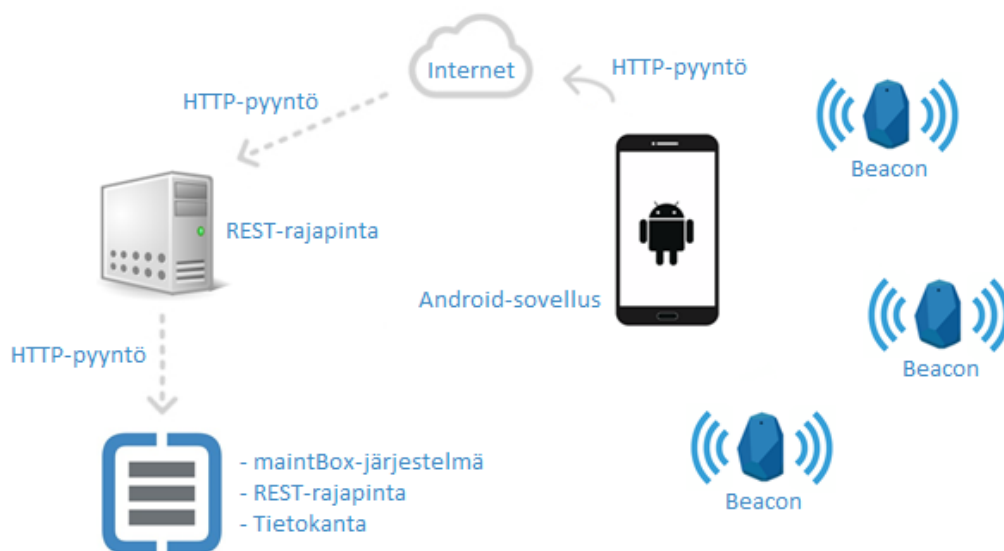 Internet
HTTP-pyyntö
HTTP-pyyntö
Beacon
REST-rajapinta
Android-sovellus
HTTP-pyyntö
Beacon
- maintBox-järjestelmä
- REST-rajapinta
- Tietokanta
Beacon